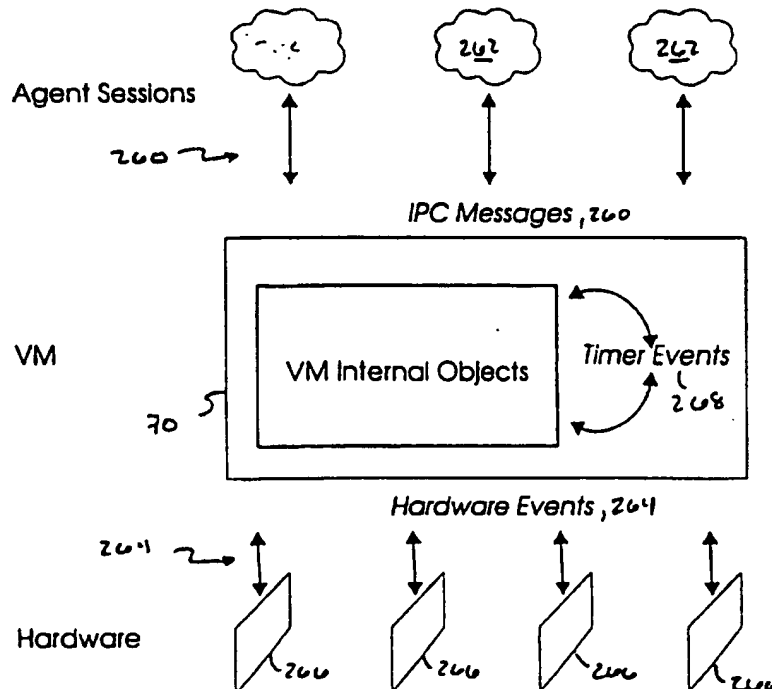 262 262
Agent Sessions
260
IPC Messages, 260
VM
VM Internal Objects
Timer Events
268
70
Hardware Events, 264
264
Hardware
266 266 266